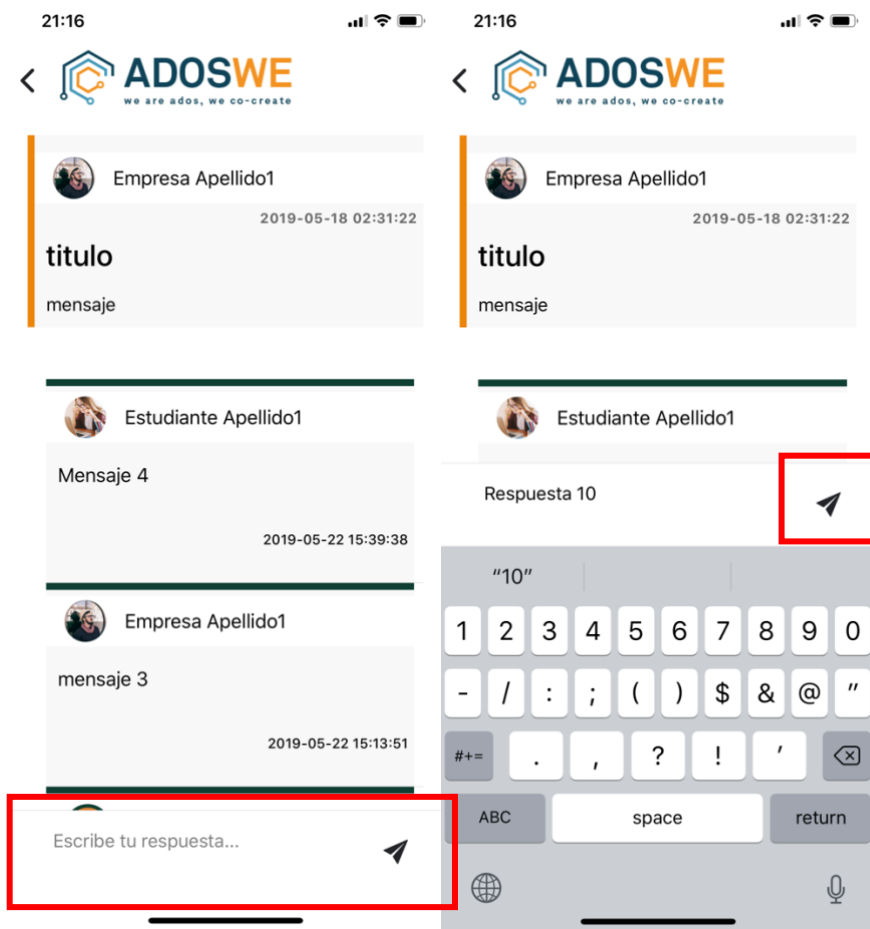 21:16
ADOSWE
we are ados, we co-create
Empresa Apellido1
2019-05-18 02:31:22
titulo
mensaje
Estudiante Apellido1
Mensaje 4
2019-05-22 15:39:38
Empresa Apellido1
mensaje 3
2019-05-22 15:13:51
Escribe tu respuesta...
21:16
ADOSWE
we are ados, we co-create
Empresa Apellido1
2019-05-18 02:31:22
titulo
mensaje
Estudiante Apellido1
Respuesta 10
“10”
1 2 3 4 5 6 7 8 9 0
- / : ; ( ) $ & @ "
#+= . , ? ! '
ABC space return